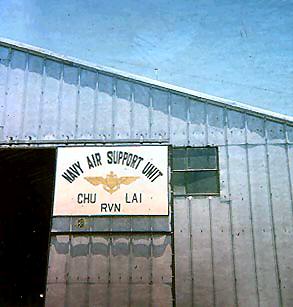 NAVY AIR SUPPORT UNIT
CHU LAI
RVN